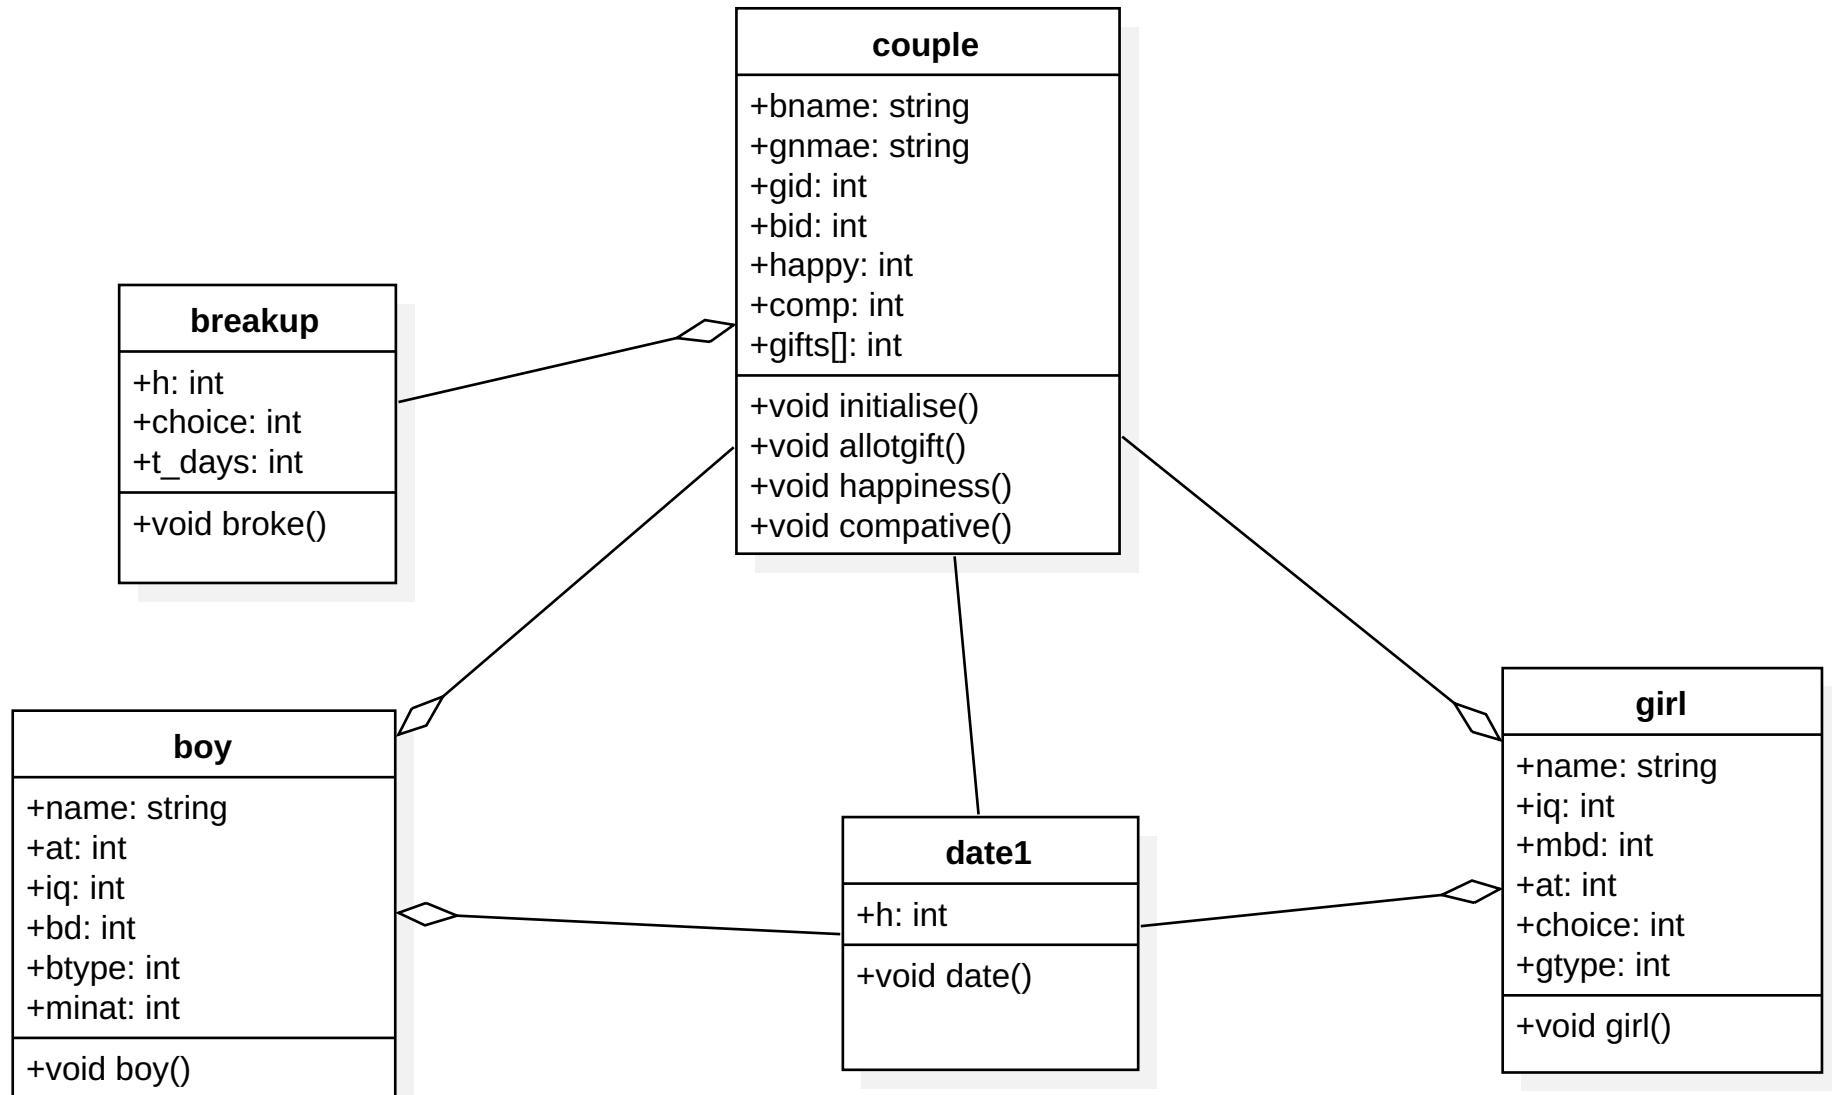 couple
+bname: string
+gnmae: string
+gid: int
+bid: int
+happy: int
+comp: int
+gifts[]: int
+void initialise()
+void allotgift()
+void happiness()
+void compative()
breakup
+h: int
+choice: int
+t_days: int
+void broke()
boy
+name: string
+at: int
+iq: int
+bd: int
+btype: int
+minat: int
+void boy()
date1
+h: int
+void date()
girl
+name: string
+iq: int
+mbd: int
+at: int
+choice: int
+gtype: int
+void girl()